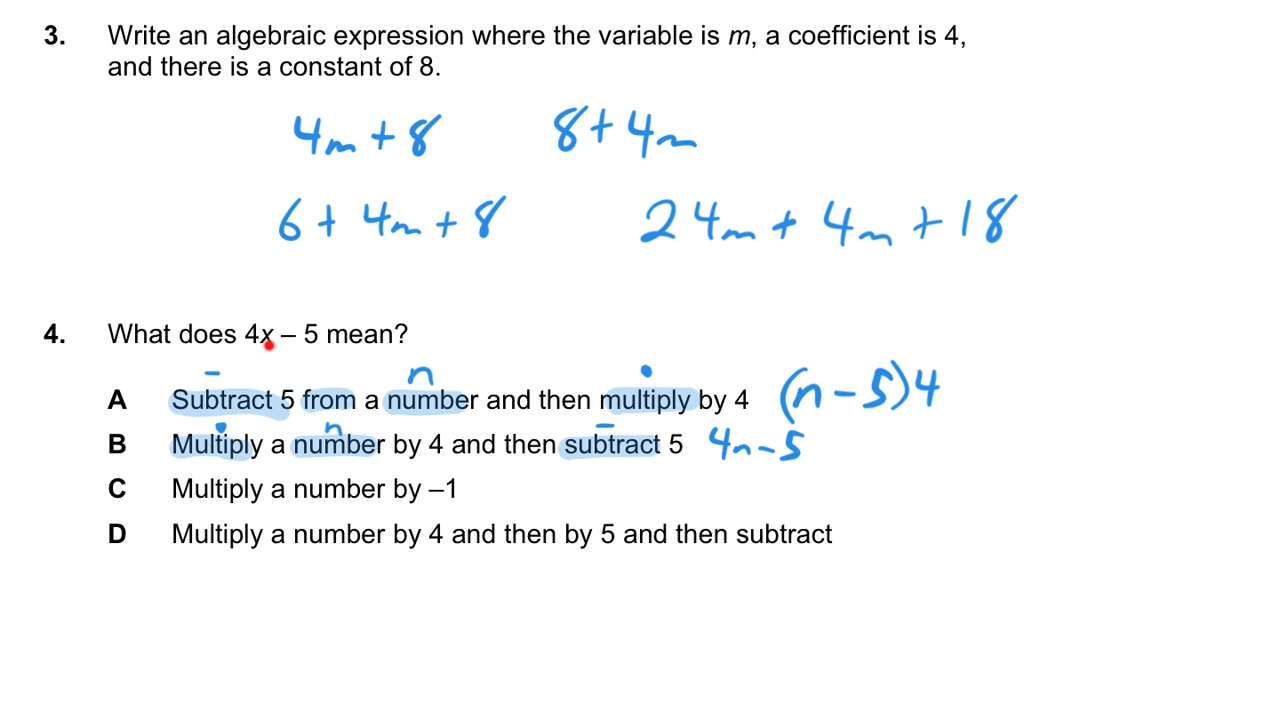 3. Write an algebraic expression where the variable is m, a coefficient is 4,
and there is a constant of 8.
4m + 8 8 + 4m
6 + 4m + 8 24m + 4m + 18
4. What does 4x – 5 mean?
– n •
A Subtract 5 from a number and then multiply by 4 (n – 5)4
• n –
B Multiply a number by 4 and then subtract 5 4n – 5
C Multiply a number by –1
D Multiply a number by 4 and then by 5 and then subtract